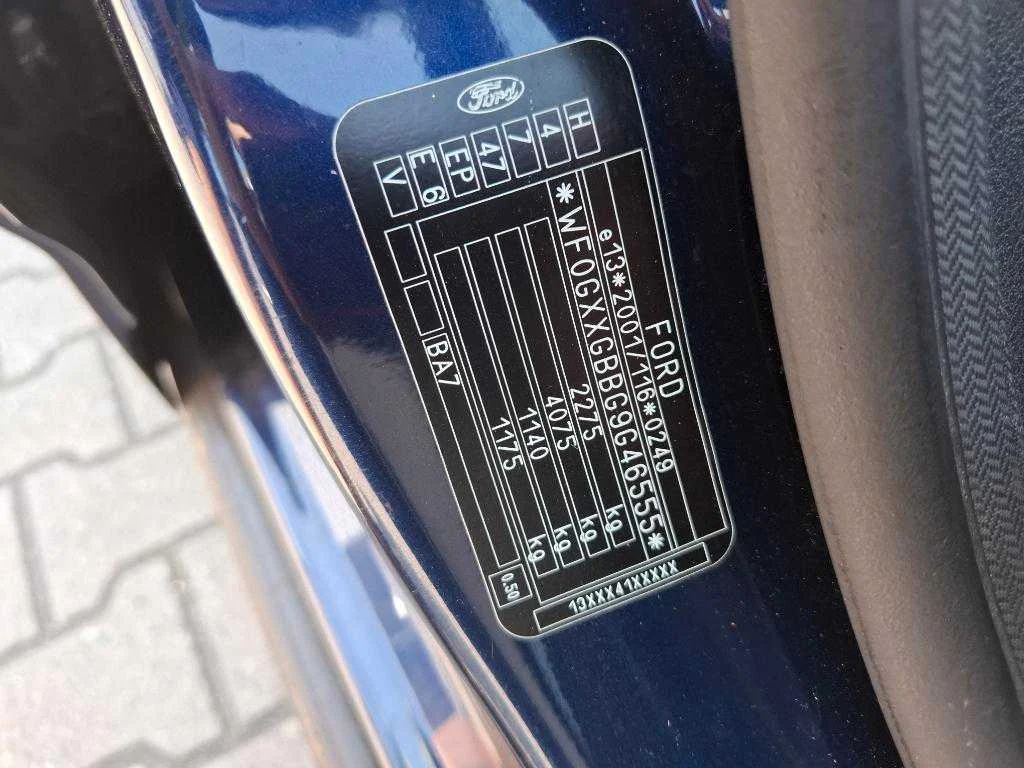 Ford
FORD
e13*2001/116*0249
*WF0GXXGBBG9G46555*
2275 kg
4075 kg
1140 kg
1175 kg
H
4
7
47
EP
E 6
V
BA7
0.50
13XXX41XXXXX